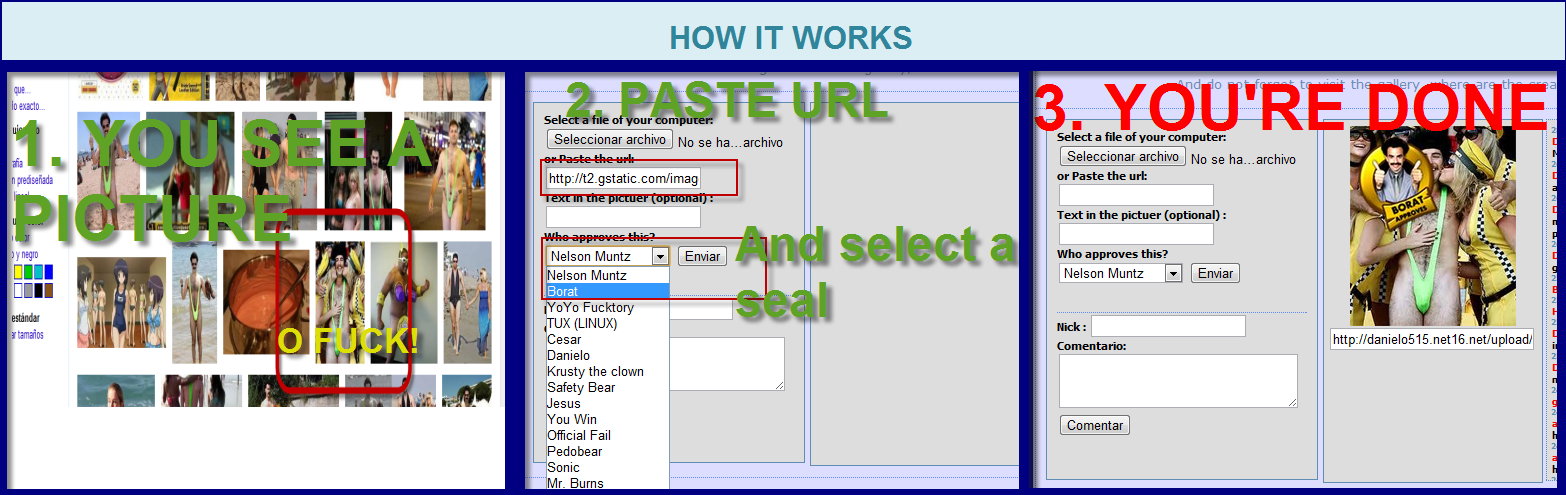 HOW IT WORKS
1. YOU SEE A
PICTURE
que...
lo exacto...
afía
n prediseñada
or
y negro
estándar
ar tamaños
O FUCK!
2. PASTE URL
Select a file of your computer:
Seleccionar archivo No se ha...archivo
or Paste the url:
http://t2.gstatic.com/imag
Text in the pictuer (optional) :
Who approves this?
Nelson Muntz Enviar
Nelson Muntz
Borat
YoYo Fucktory
TUX (LINUX)
Cesar
Danielo
Krusty the clown
Safety Bear
Jesus
You Win
Official Fail
Pedobear
Sonic
Mr. Burns
And select a
seal
And do not forget to visit the gallery, where are the crea
3. YOU'RE DONE
Select a file of your computer:
Seleccionar archivo No se ha...archivo
or Paste the url:
Text in the pictuer (optional) :
Who approves this?
Nelson Muntz Enviar
Nick :
Comentario:
Comentar
BORAT
APPROVES
http://danielo515.net16.net/upload/